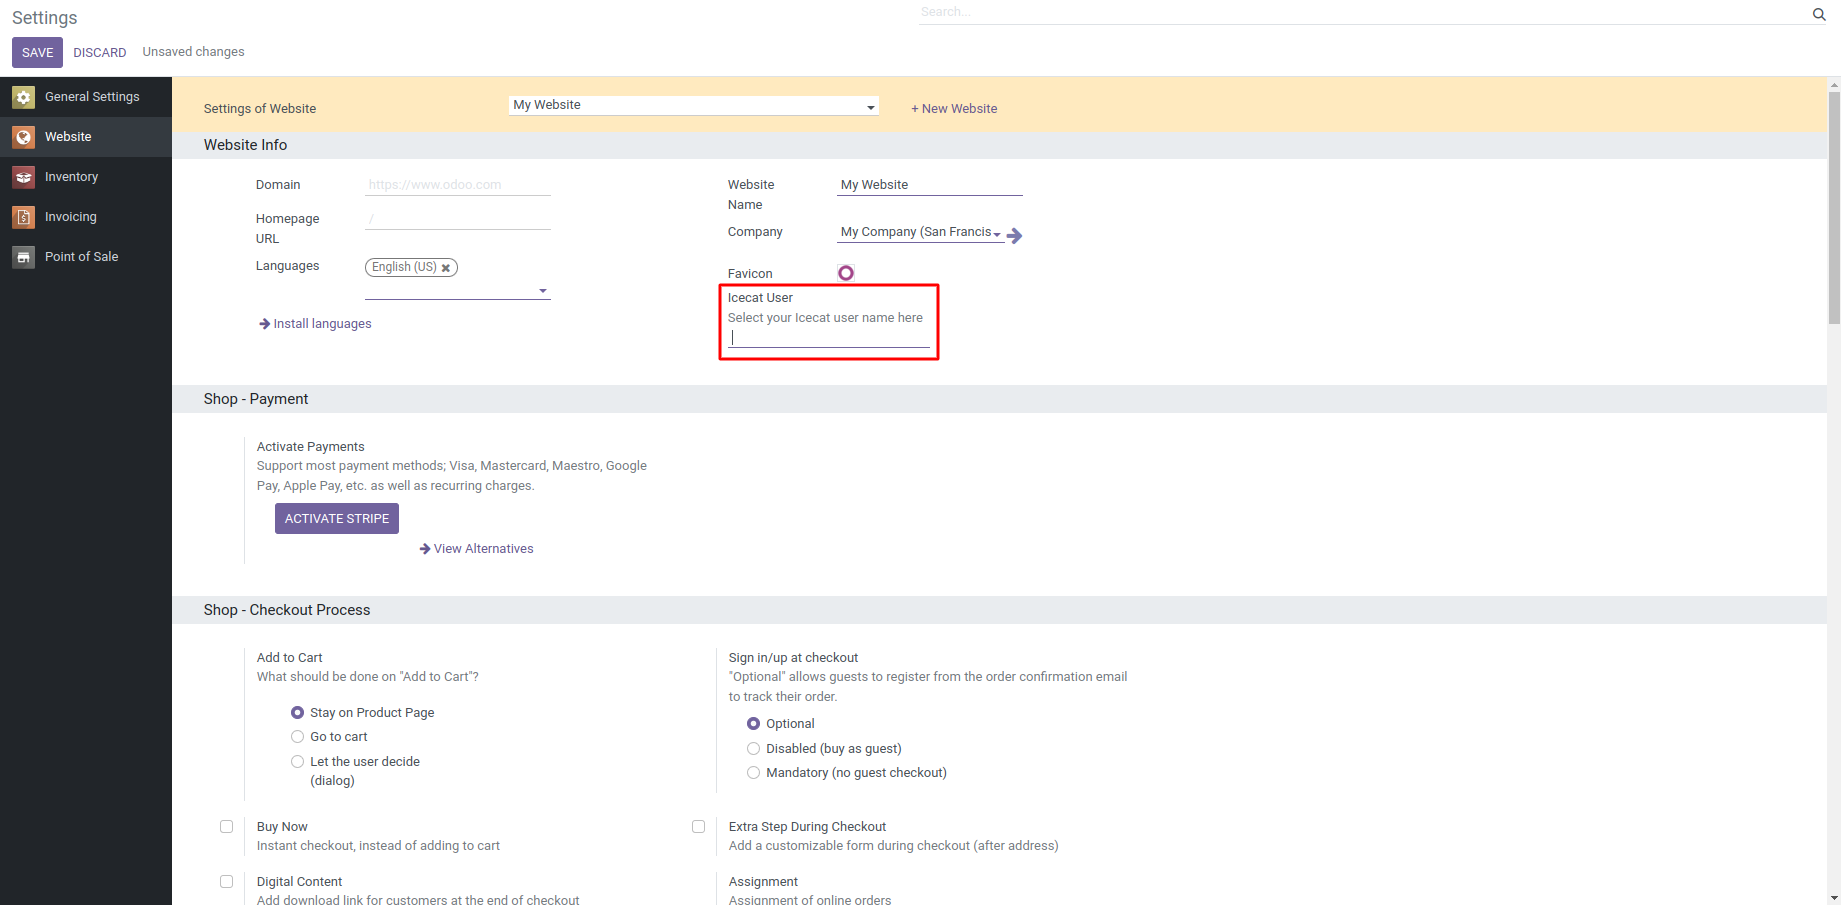 Settings
Search...
SAVE DISCARD Unsaved changes
General Settings
Website
Inventory
Invoicing
Point of Sale
Settings of Website My Website + New Website
Website Info
Domain https://www.odoo.com
Homepage URL /
Languages English (US)
Install languages
Website Name My Website
Company My Company (San Francis
Favicon
Icecat User
Select your Icecat user name here
Shop - Payment
Activate Payments
Support most payment methods; Visa, Mastercard, Maestro, Google
Pay, Apple Pay, etc. as well as recurring charges.
ACTIVATE STRIPE
View Alternatives
Shop - Checkout Process
Add to Cart
What should be done on "Add to Cart"?
Stay on Product Page
Go to cart
Let the user decide
(dialog)
Sign in/up at checkout
"Optional" allows guests to register from the order confirmation email
to track their order.
Optional
Disabled (buy as guest)
Mandatory (no guest checkout)
Buy Now
Instant checkout, instead of adding to cart
Extra Step During Checkout
Add a customizable form during checkout (after address)
Digital Content
Add download link for customers at the end of checkout
Assignment
Assignment of online orders